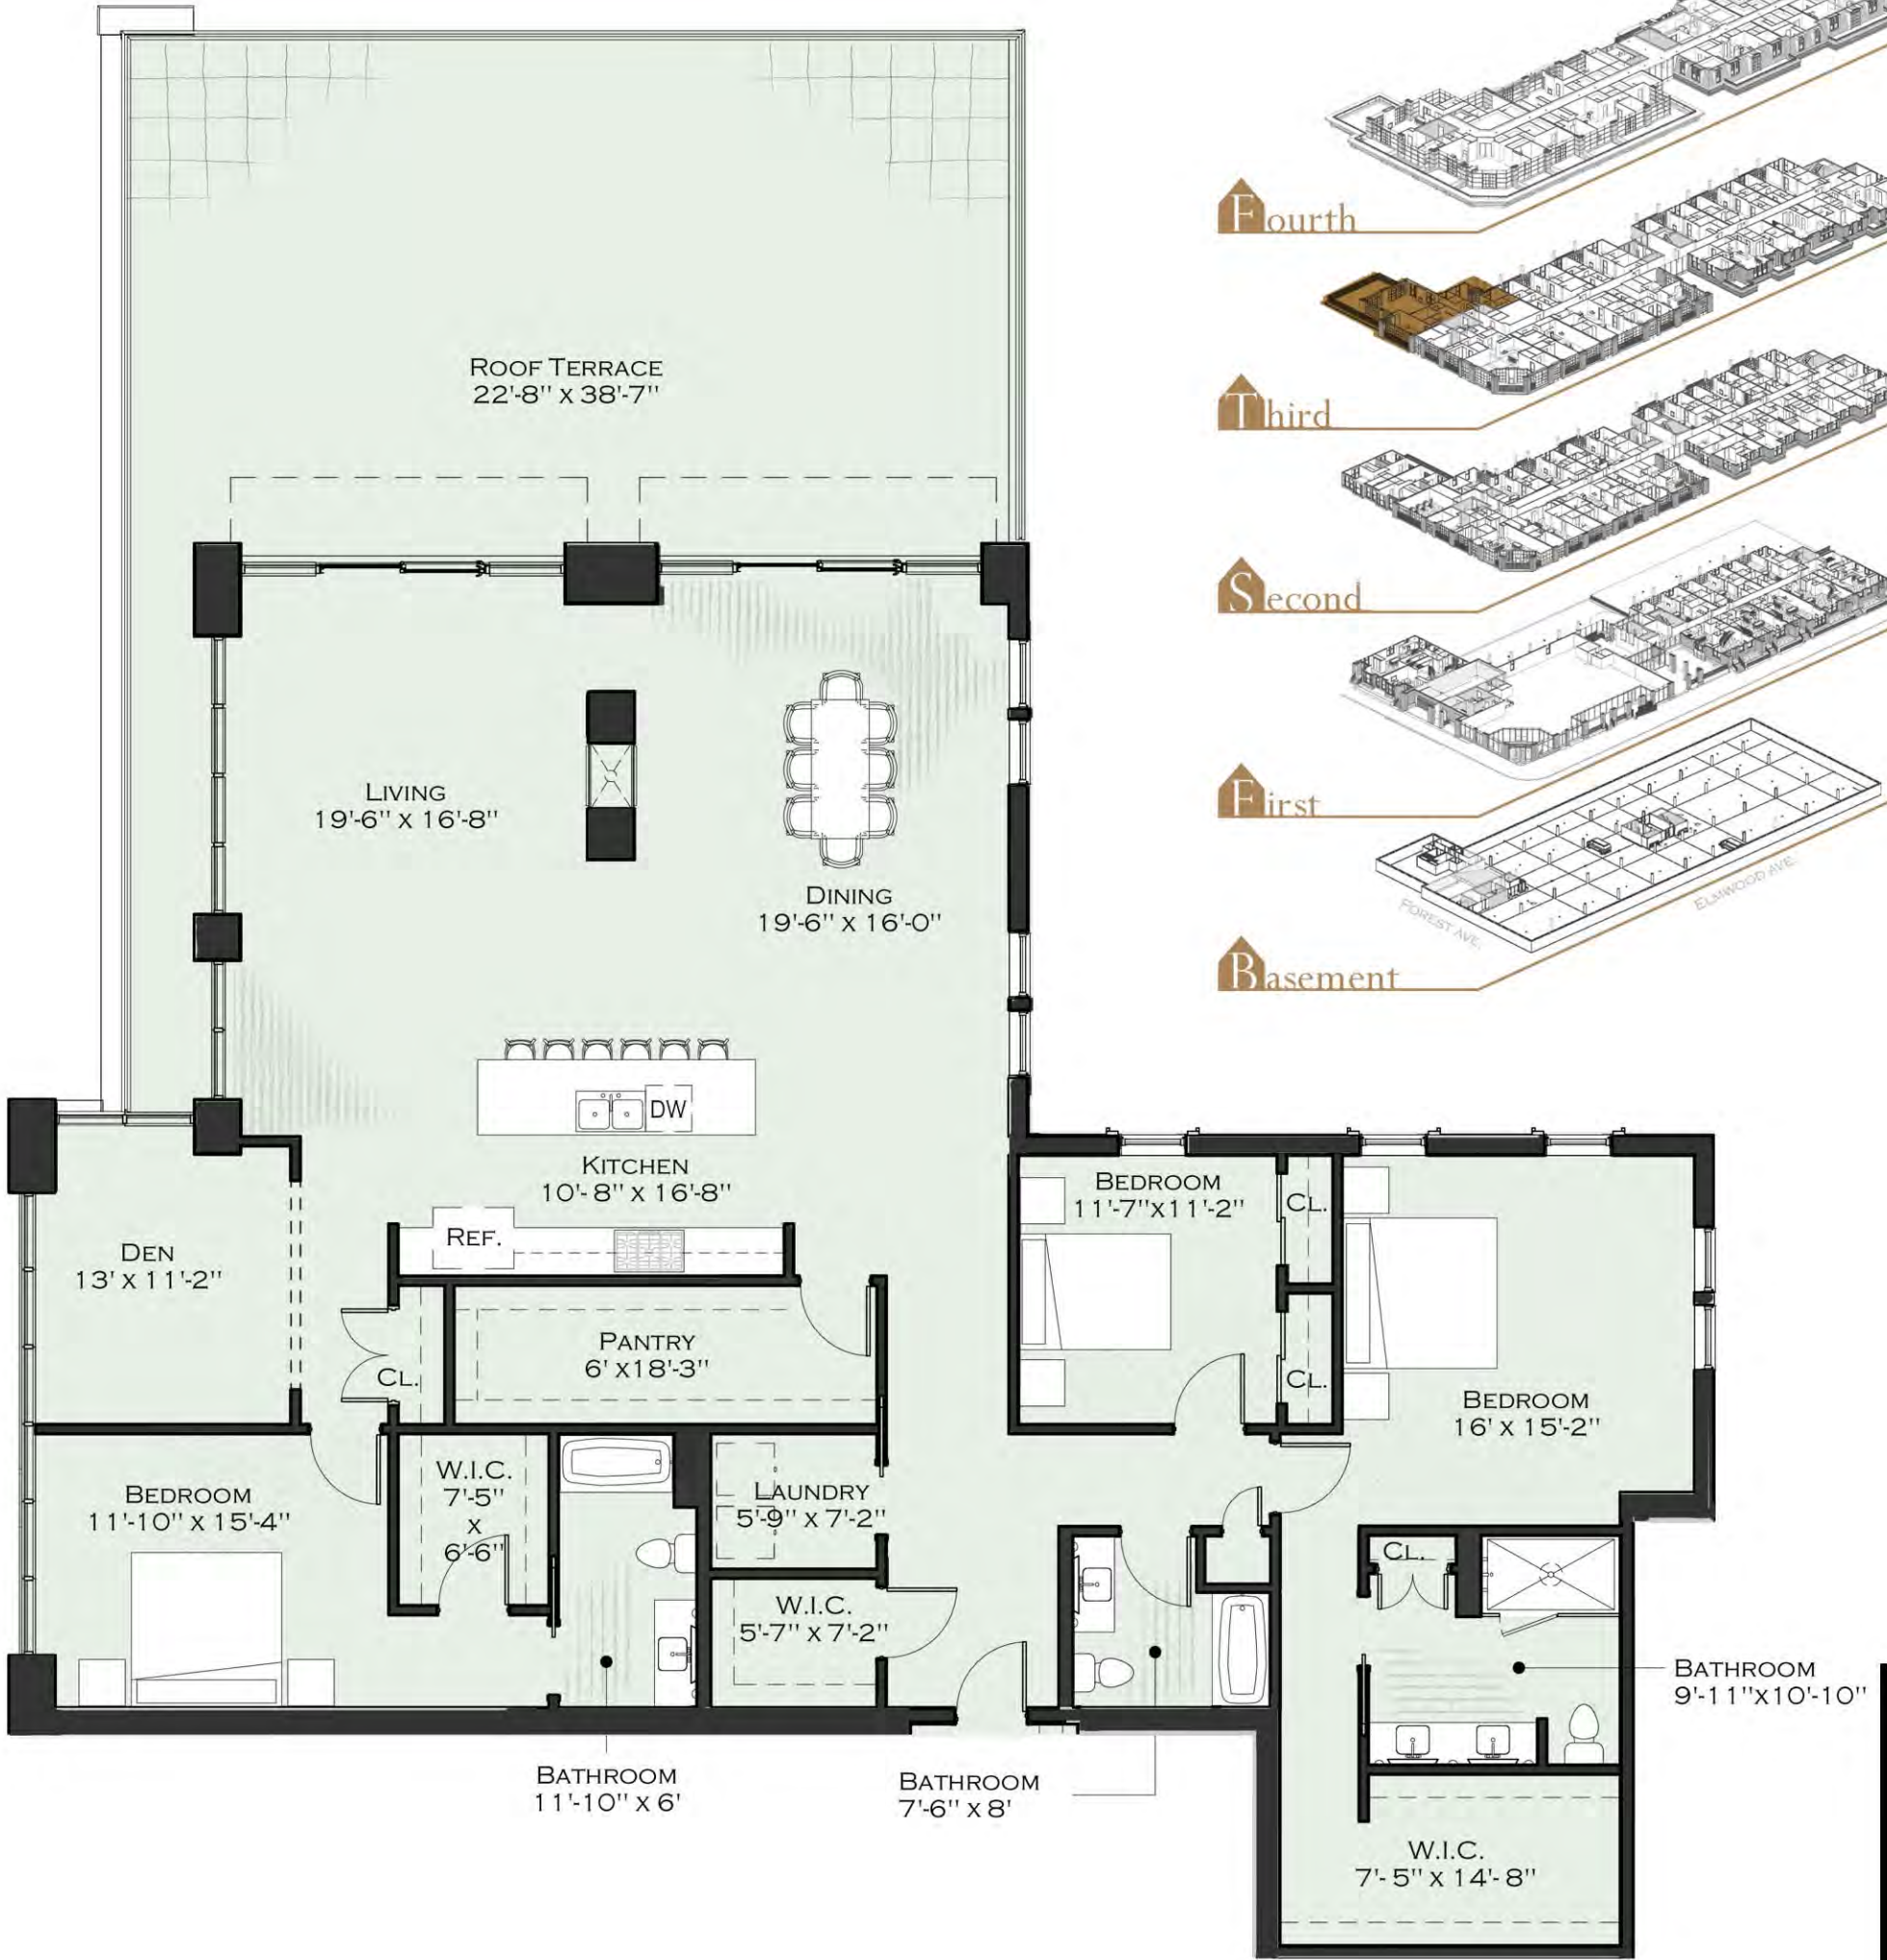 ROOF TERRACE
22'-8" X 38'-7"
LIVING
19'-6" X 16'-8"
DINING
19'-6" X 16'-0"
DW
KITCHEN
10'- 8" X 16'-8"
REF.
DEN
13' X 11'-2"
CL.
PANTRY
6' X18'-3"
BEDROOM
11'-7"X11'-2"
CL.
CL.
BEDROOM
16' X 15'-2"
BEDROOM
11'-10" X 15'-4"
W.I.C.
7'-5"
X
6'-6"
LAUNDRY
5'-9" X 7'-2"
W.I.C.
5'-7" X 7'-2"
CL.
BATHROOM
9'-11"X10'-10"
BATHROOM
11'-10" X 6'
BATHROOM
7'-6" X 8'
W.I.C.
7'- 5" X 14'- 8"
Fourth
Third
Second
First
Basement
FOREST AVE.
ELMWOOD AVE.